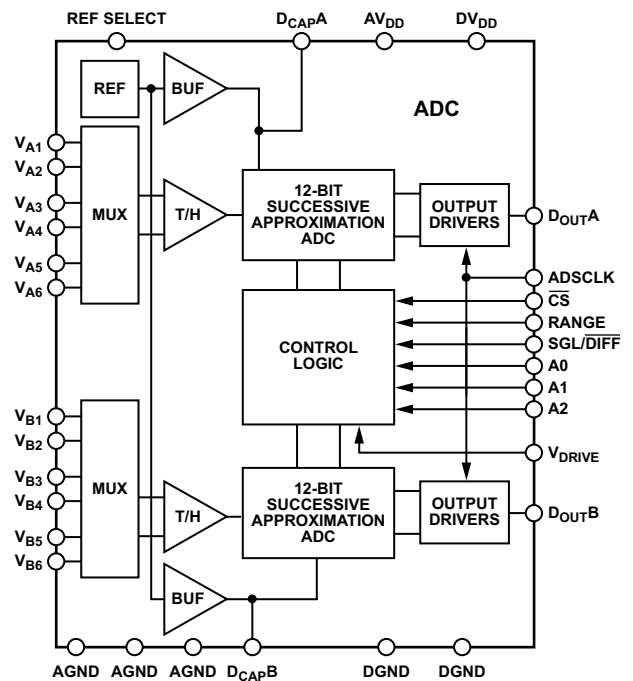 REF SELECT
DCAPA
AVDD
DVDD
REF
BUF
ADC
VA1
VA2
VA3
VA4
VA5
VA6
MUX
T/H
12-BIT
SUCCESSIVE
APPROXIMATION
ADC
OUTPUT
DRIVERS
DOUTA
ADSCLK
CS
RANGE
SGL/DIFF
A0
A1
A2
CONTROL
LOGIC
VDRIVE
VB1
VB2
VB3
VB4
VB5
VB6
MUX
T/H
12-BIT
SUCCESSIVE
APPROXIMATION
ADC
OUTPUT
DRIVERS
DOUTB
BUF
AGND
AGND
AGND
DCAPB
DGND
DGND